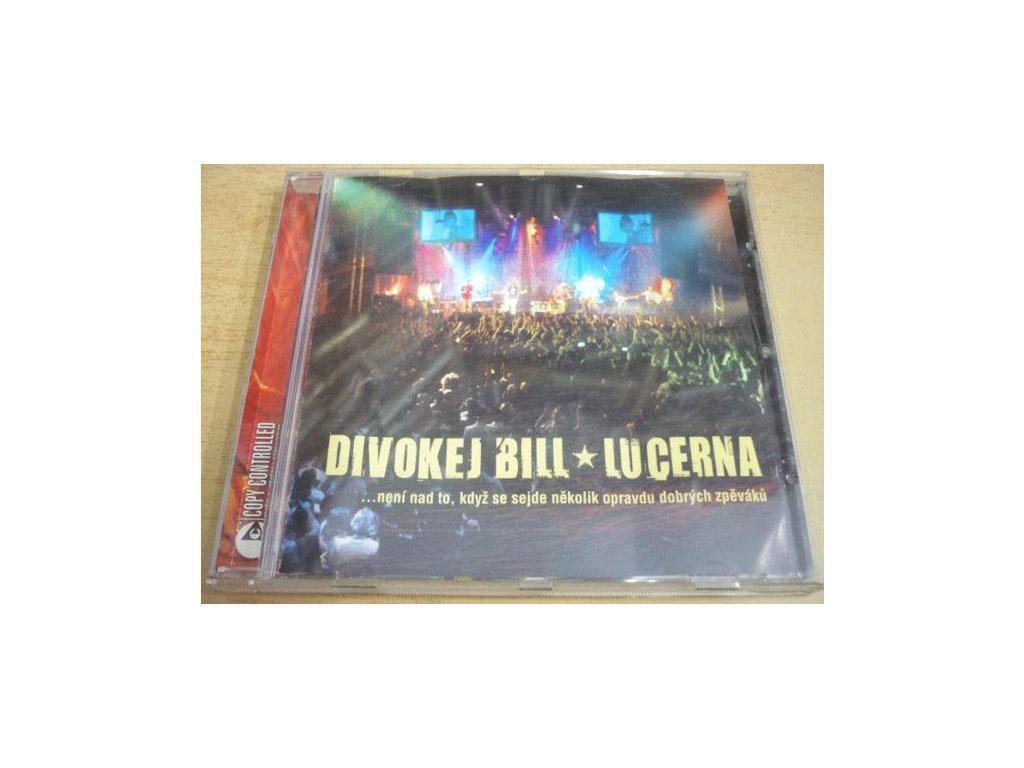 DIVOKEJ BILL ★ LUCERNA
...není nad to, když se sejde několik opravdu dobrých zpěváků
COPY CONTROLLED